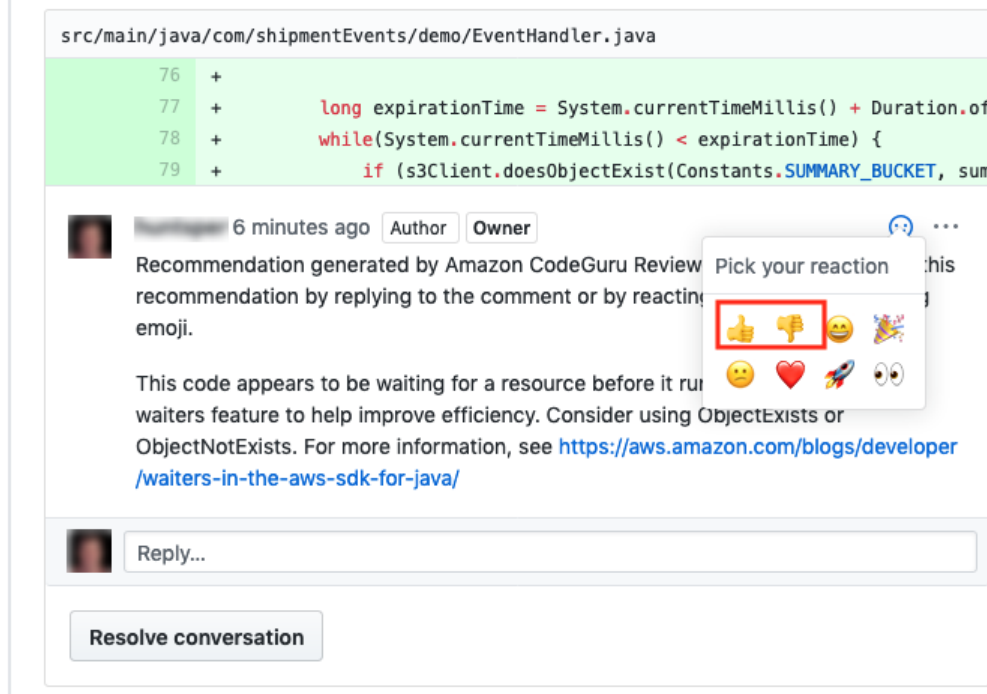 src/main/java/com/shipmentEvents/demo/EventHandler.java
76 +
77 + long expirationTime = System.currentTimeMillis() + Duration.of
78 + while(System.currentTimeMillis() < expirationTime) {
79 + if (s3Client.doesObjectExist(Constants.SUMMARY_BUCKET, sum
6 minutes ago Author Owner
Recommendation generated by Amazon CodeGuru Review this
recommendation by replying to the comment or by reacting
emoji.
Pick your reaction
This code appears to be waiting for a resource before it
waiters feature to help improve efficiency. Consider using ObjectExists or
ObjectNotExists. For more information, see https://aws.amazon.com/blogs/developer
/waiters-in-the-aws-sdk-for-java/
Reply...
Resolve conversation